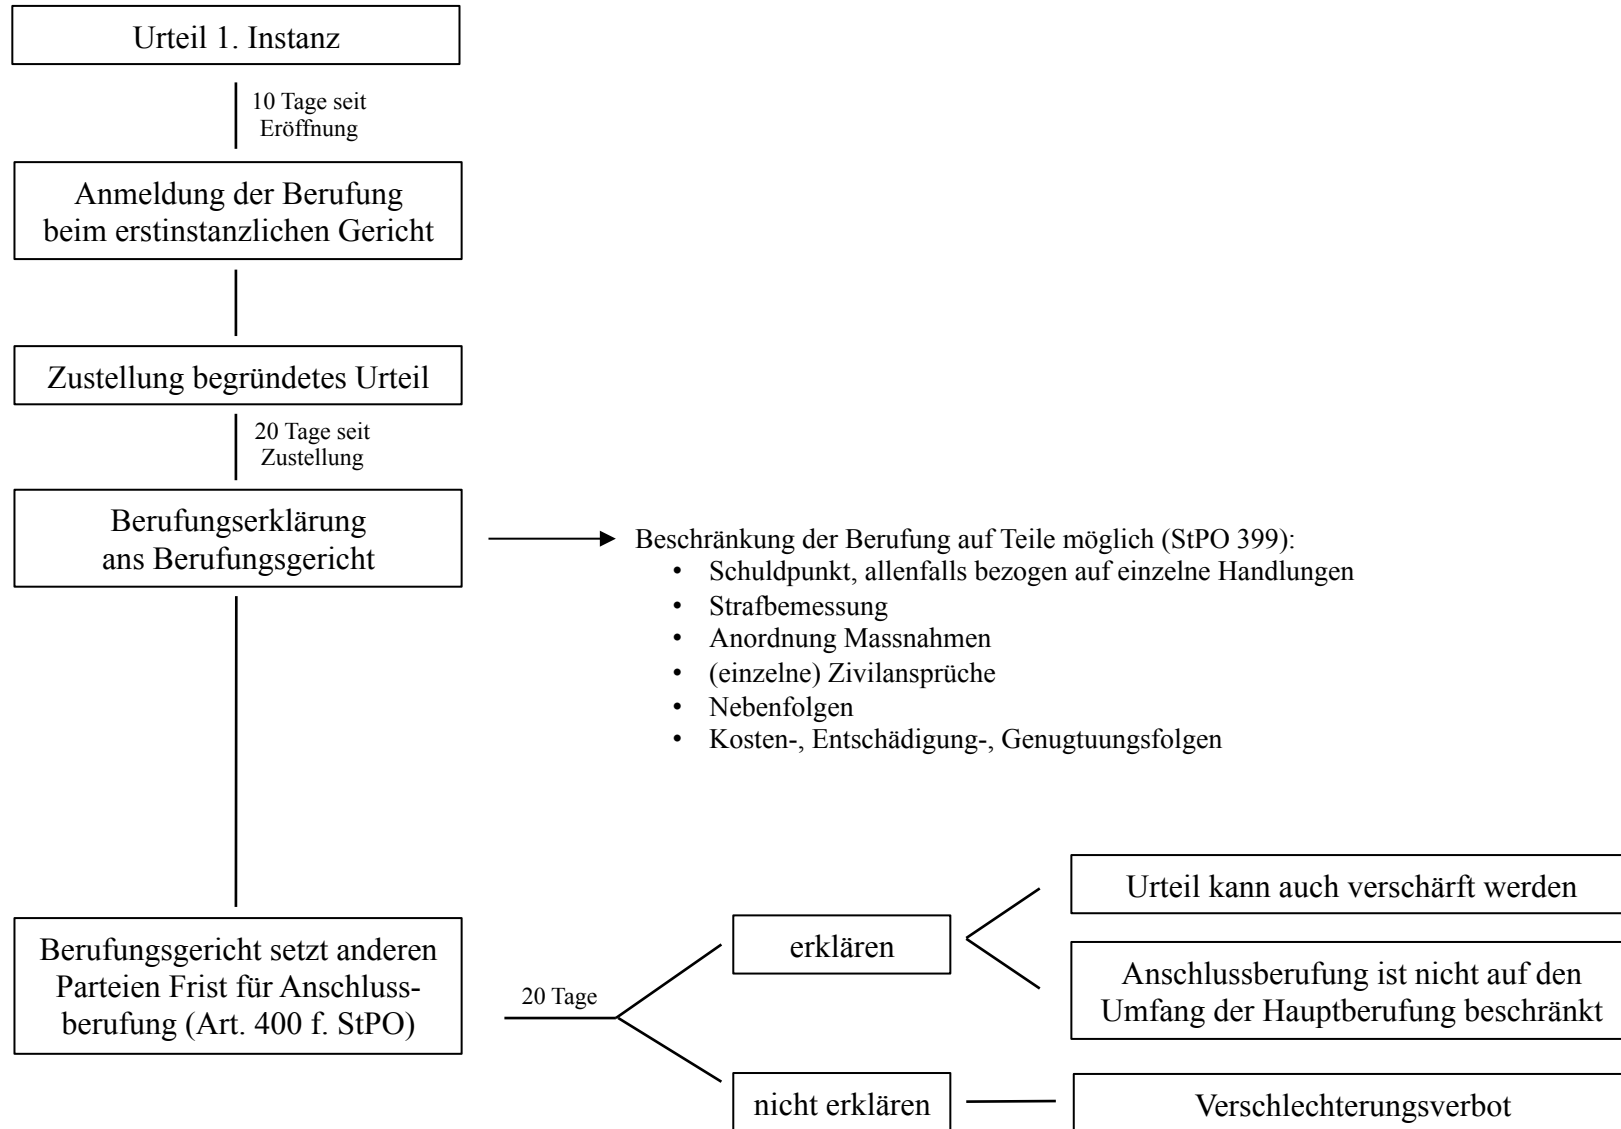 Urteil 1. Instanz
10 Tage seit
Eröffnung
Anmeldung der Berufung
beim erstinstanzlichen Gericht
Zustellung begründetes Urteil
20 Tage seit
Zustellung
Berufungserklärung
ans Berufungsgericht
Beschränkung der Berufung auf Teile möglich (StPO 399):
• Schuldpunkt, allenfalls bezogen auf einzelne Handlungen
• Strafbemessung
• Anordnung Massnahmen
• (einzelne) Zivilansprüche
• Nebenfolgen
• Kosten-, Entschädigung-, Genugtuungsfolgen
Berufungsgericht setzt anderen
Parteien Frist für Anschluss-
berufung (Art. 400 f. StPO)
20 Tage
erklären
Urteil kann auch verschärft werden
Anschlussberufung ist nicht auf den
Umfang der Hauptberufung beschränkt
nicht erklären
Verschlechterungsverbot